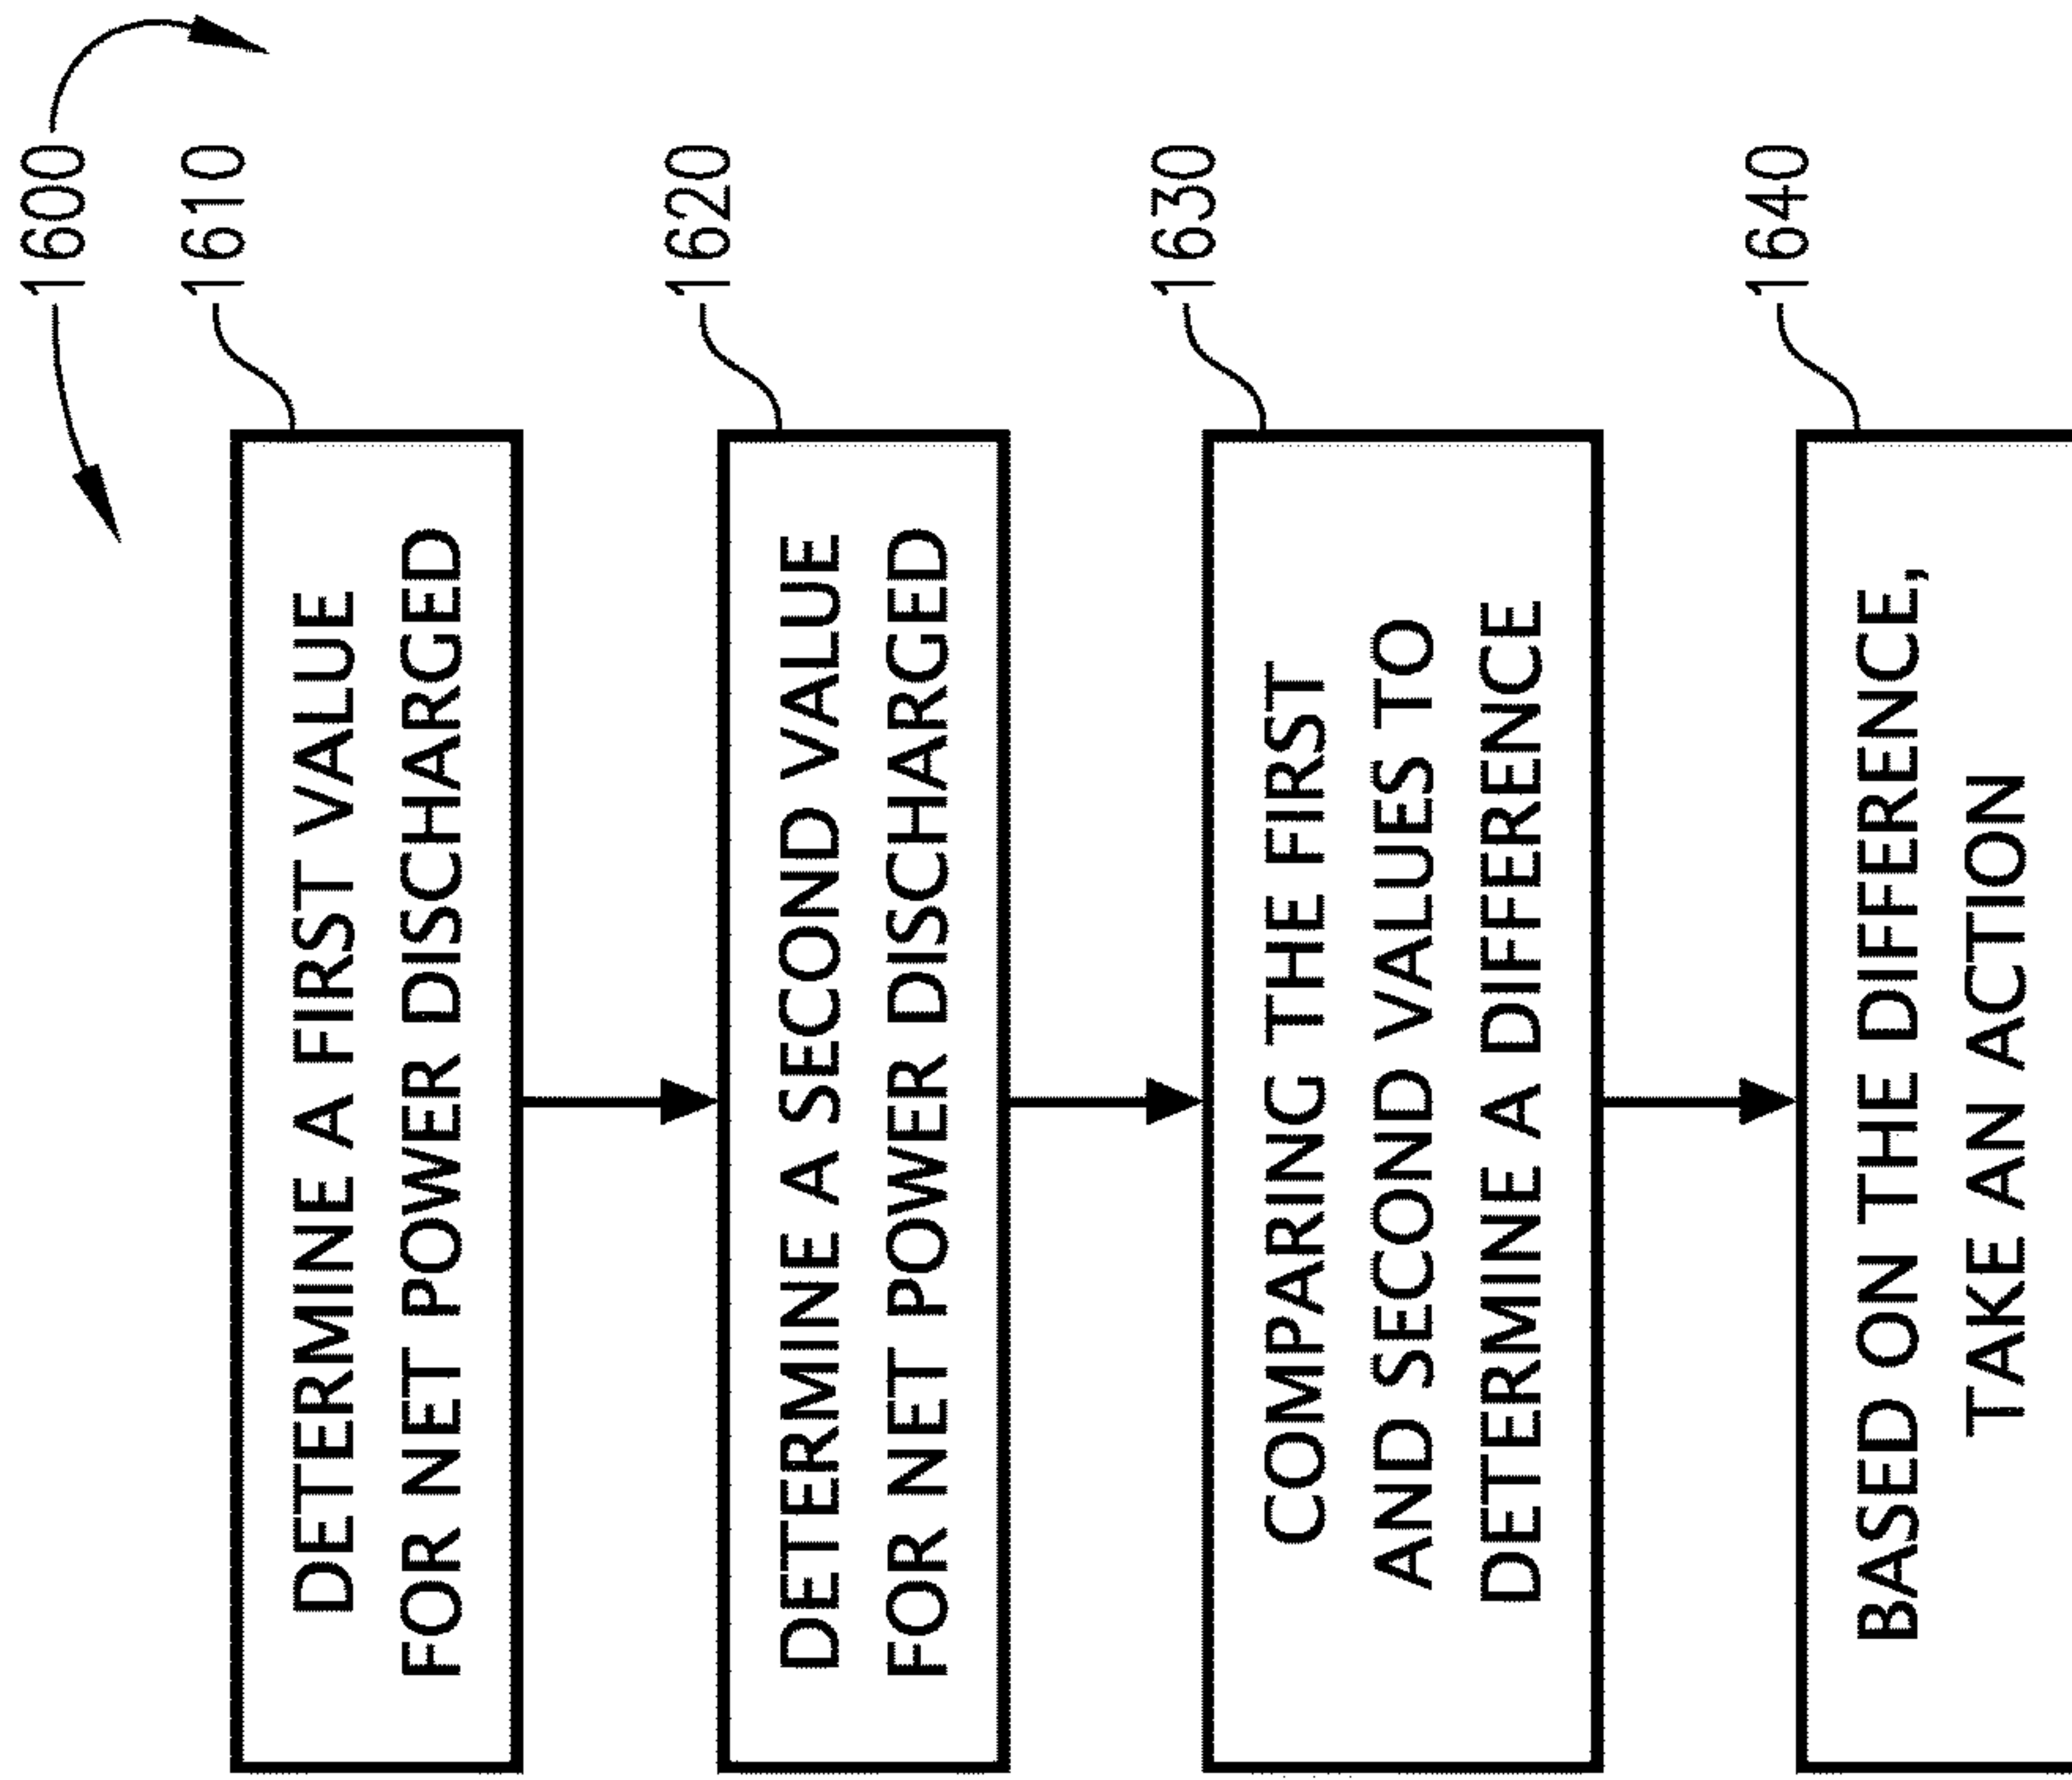 1600
1610
DETERMINE A FIRST VALUE
FOR NET POWER DISCHARGED
1620
DETERMINE A SECOND VALUE
FOR NET POWER DISCHARGED
1630
COMPARING THE FIRST
AND SECOND VALUES TO
DETERMINE A DIFFERENCE
1640
BASED ON THE DIFFERENCE,
TAKE AN ACTION